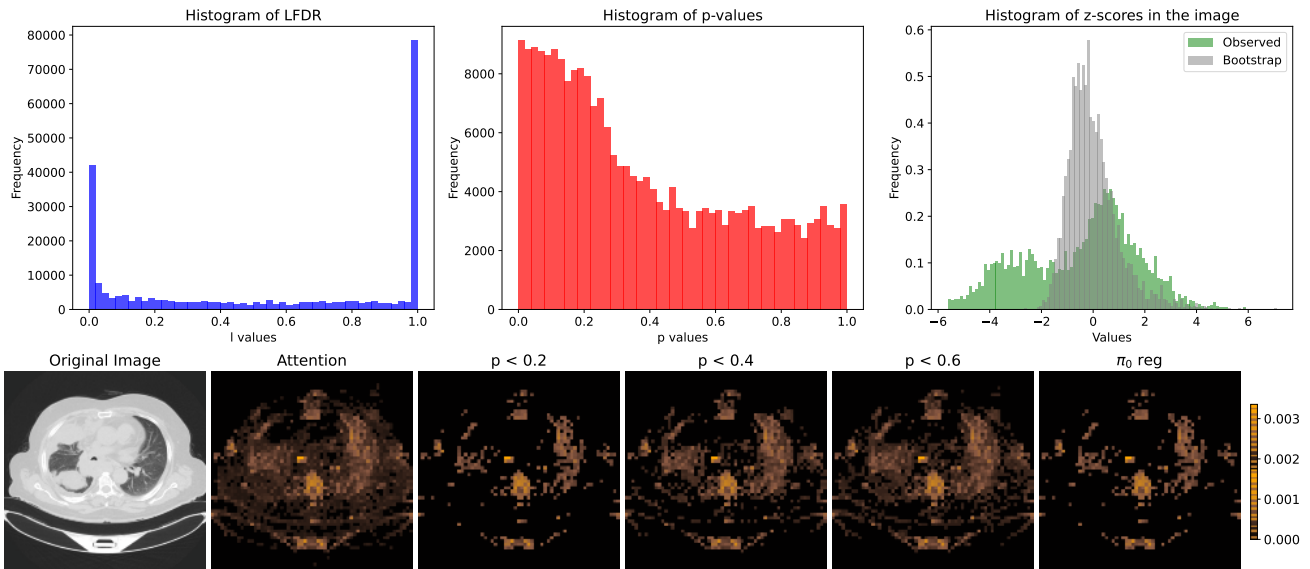 Histogram of LFDR
Frequency
80000
70000
60000
50000
40000
30000
20000
10000
0
0.0 0.2 0.4 0.6 0.8 1.0
l values
Histogram of p-values
Frequency
8000
6000
4000
2000
0
0.0 0.2 0.4 0.6 0.8 1.0
p values
Histogram of z-scores in the image
Observed
Bootstrap
Frequency
0.6
0.5
0.4
0.3
0.2
0.1
0.0
−6 −4 −2 0 2 4 6
Values
Original Image
Attention
p < 0.2
p < 0.4
p < 0.6
π₀ reg
0.003
0.002
0.001
0.000